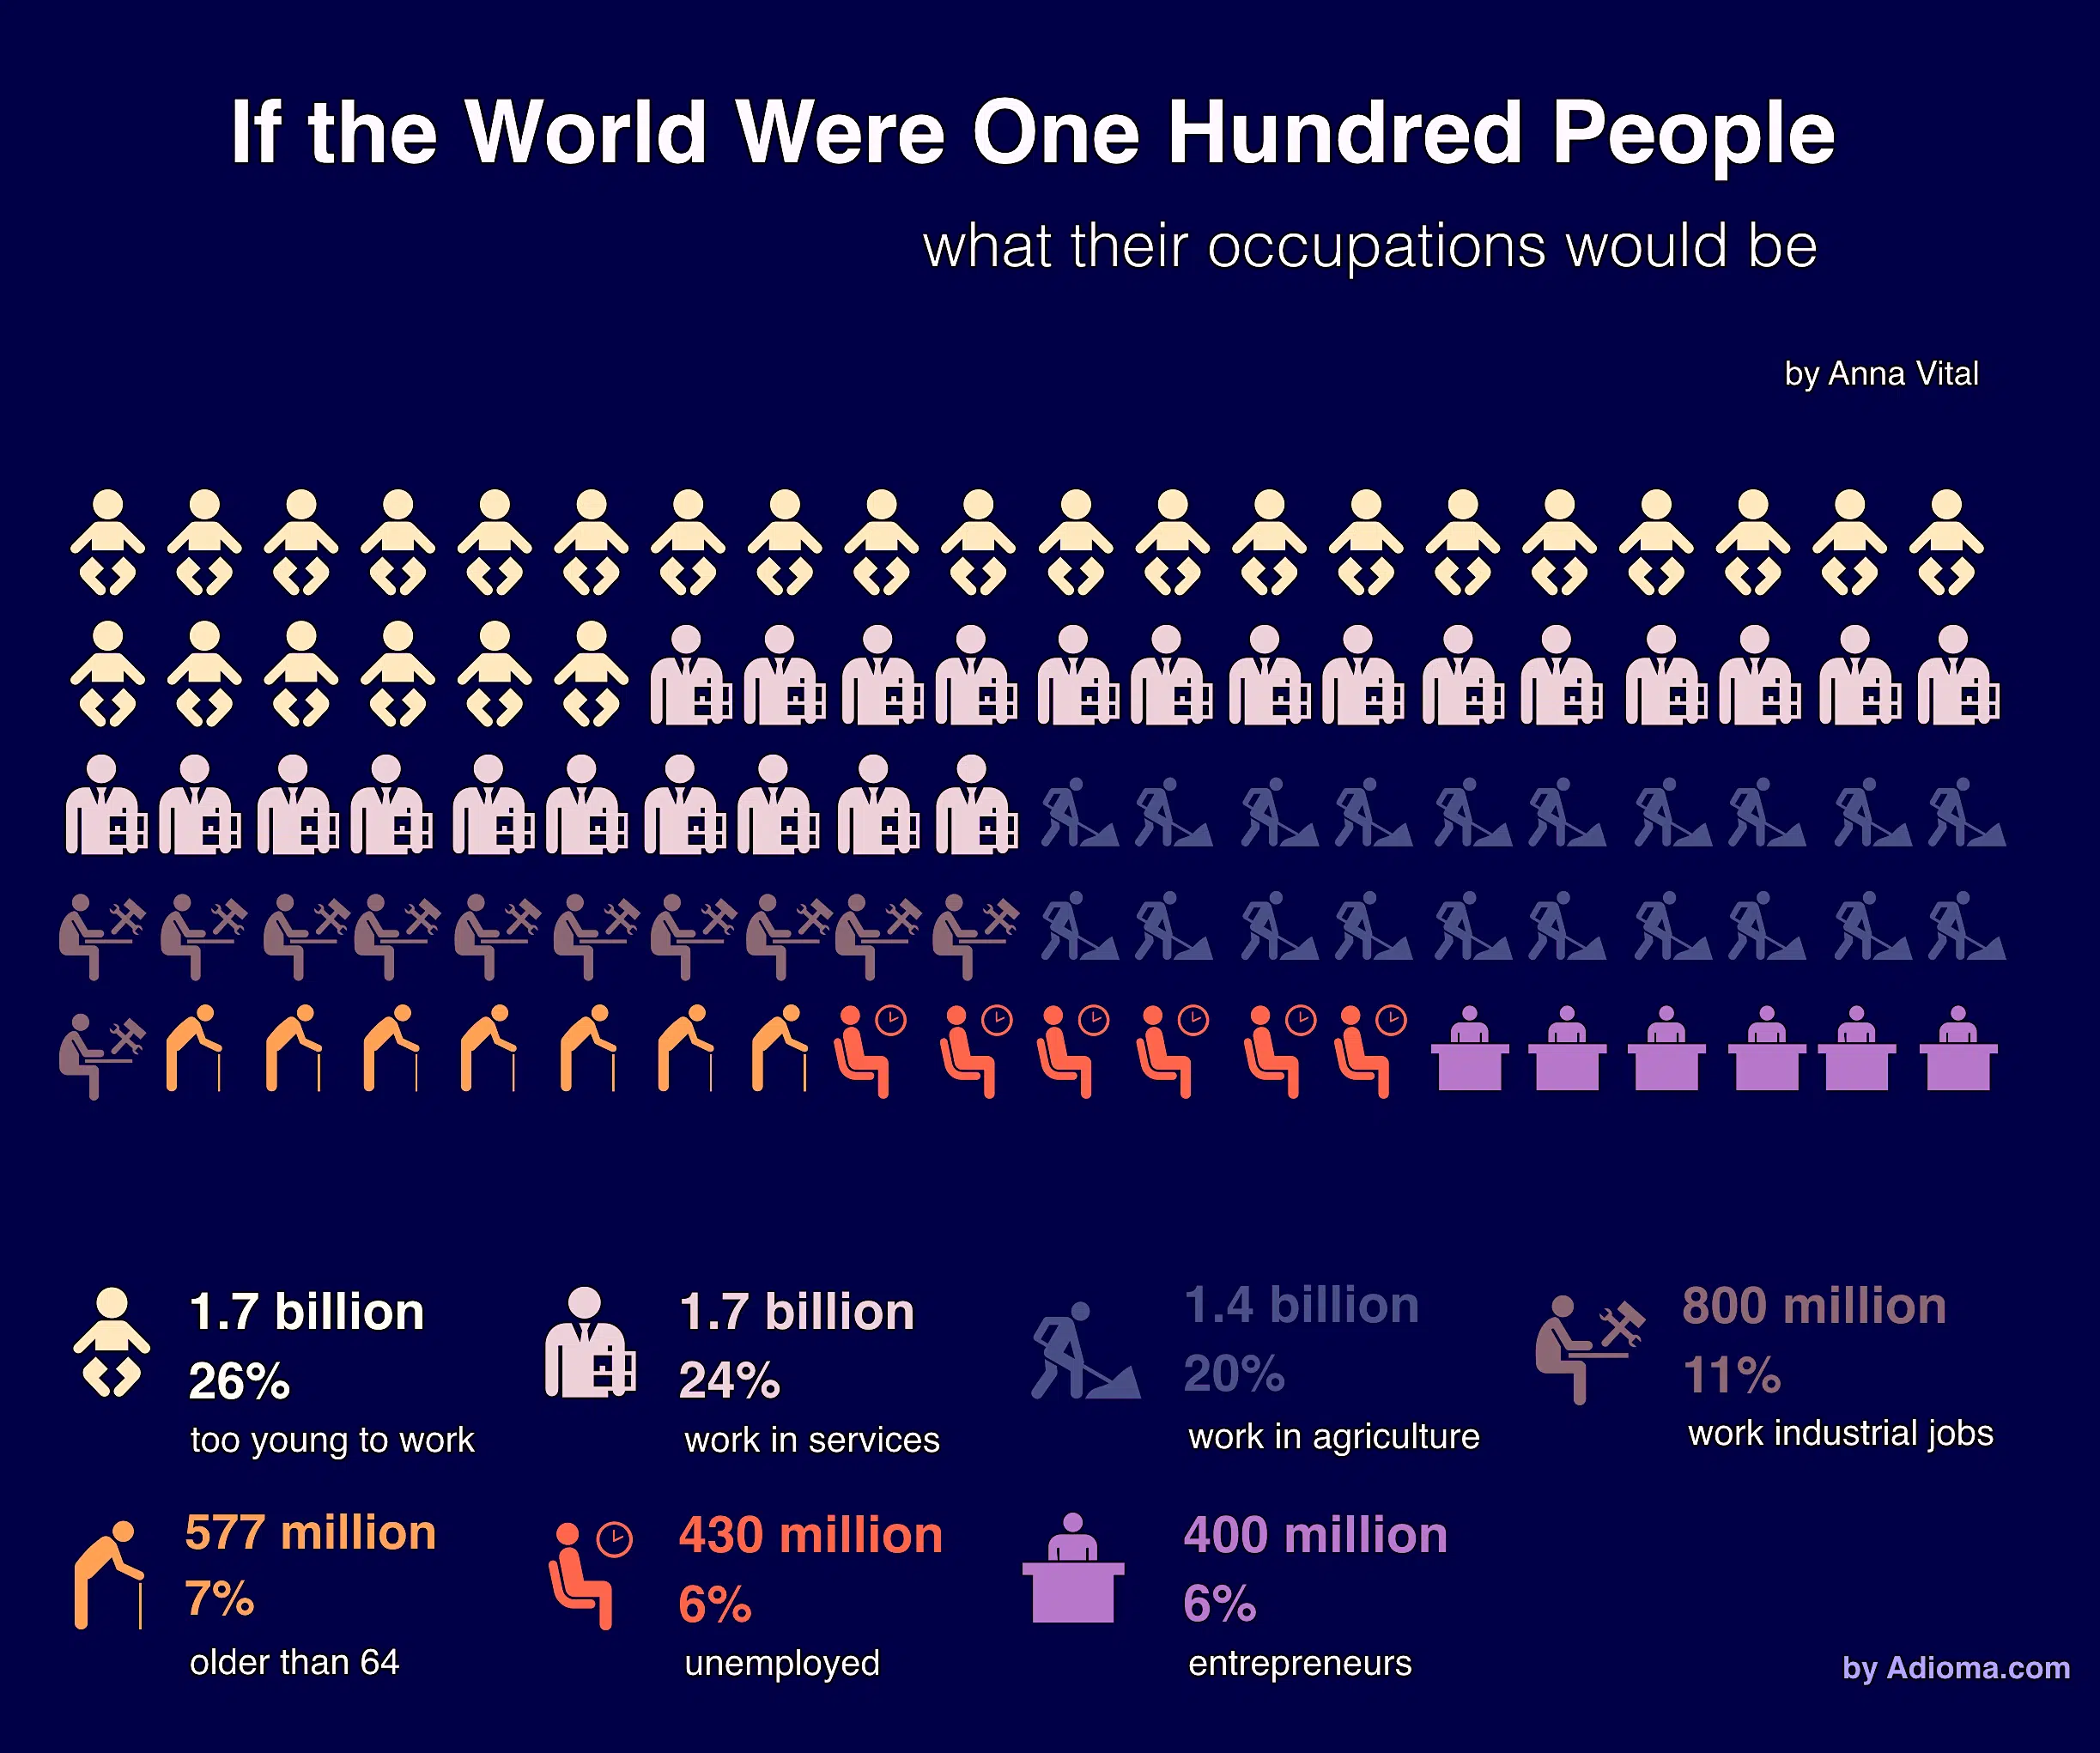 If the World Were One Hundred People
what their occupations would be
by Anna Vital
1.7 billion
26%
too young to work
1.7 billion
24%
work in services
1.4 billion
20%
work in agriculture
800 million
11%
work industrial jobs
577 million
7%
older than 64
430 million
6%
unemployed
400 million
6%
entrepreneurs
by Adioma.com